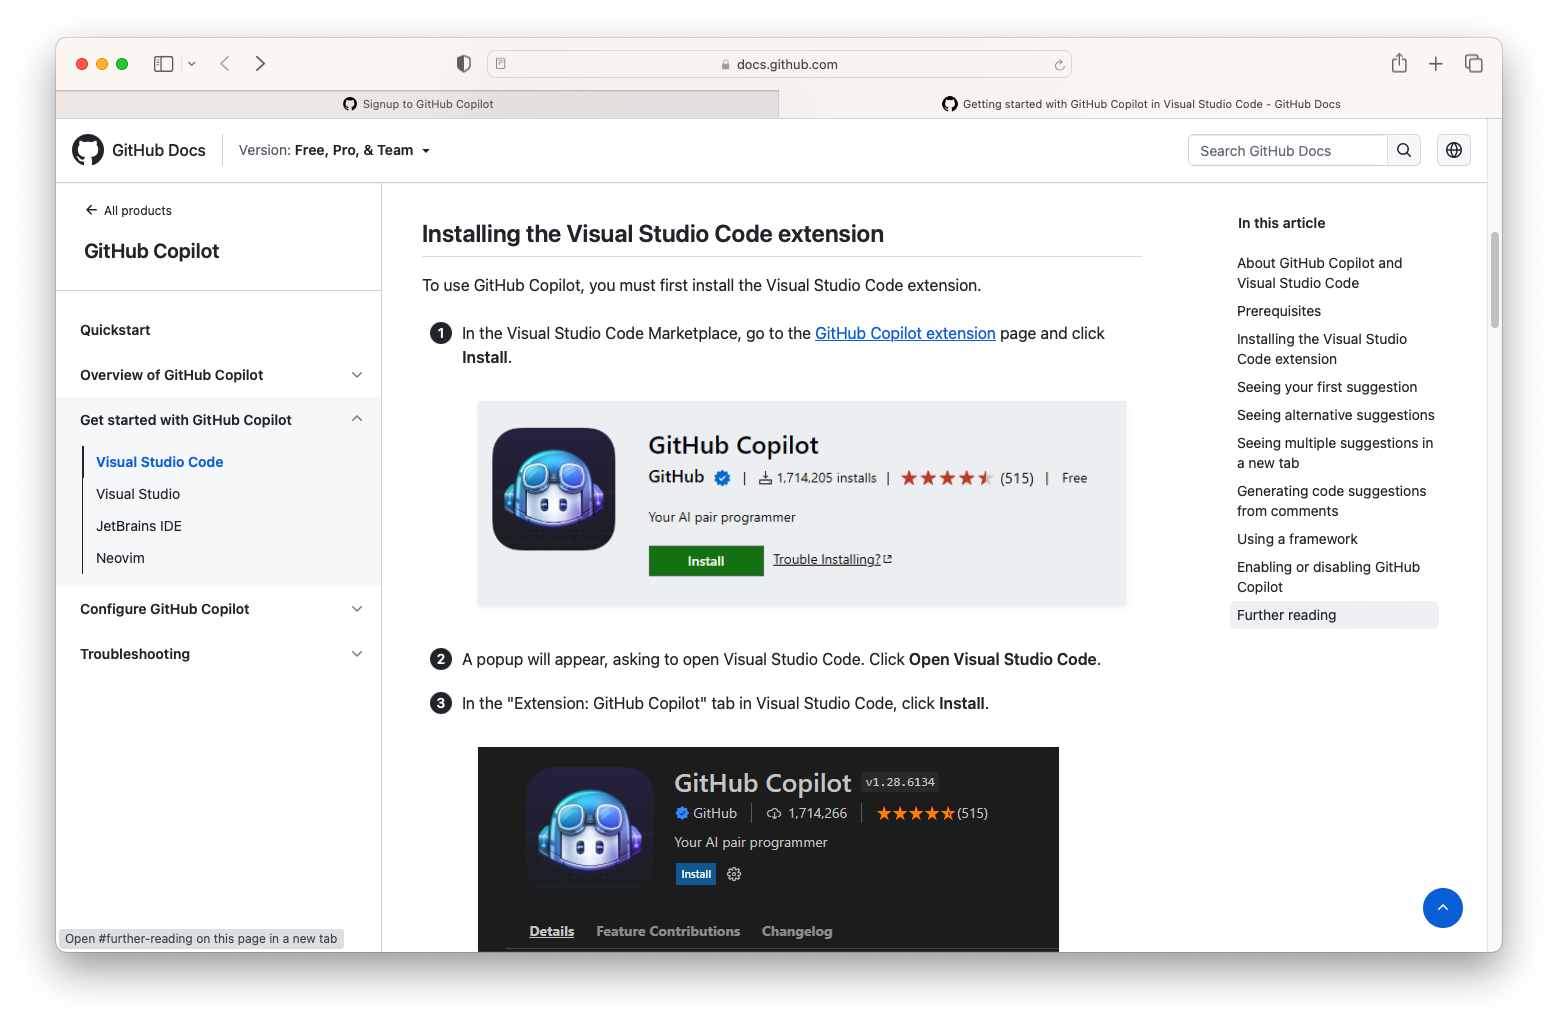 docs.github.com
Signup to GitHub Copilot
Getting started with GitHub Copilot in Visual Studio Code - GitHub Docs
GitHub Docs
Version: Free, Pro, & Team
Search GitHub Docs
All products
GitHub Copilot
Quickstart
Overview of GitHub Copilot
Get started with GitHub Copilot
Visual Studio Code
Visual Studio
JetBrains IDE
Neovim
Configure GitHub Copilot
Troubleshooting
Open #further-reading on this page in a new tab
Installing the Visual Studio Code extension
To use GitHub Copilot, you must first install the Visual Studio Code extension.
1 In the Visual Studio Code Marketplace, go to the GitHub Copilot extension page and click
Install.
GitHub Copilot
GitHub | 1,714,205 installs | (515) | Free
Your AI pair programmer
Install Trouble Installing?
2 A popup will appear, asking to open Visual Studio Code. Click Open Visual Studio Code.
3 In the "Extension: GitHub Copilot" tab in Visual Studio Code, click Install.
GitHub Copilot v1.28.6134
GitHub 1,714,266 (515)
Your AI pair programmer
Install
Details Feature Contributions Changelog
In this article
About GitHub Copilot and
Visual Studio Code
Prerequisites
Installing the Visual Studio
Code extension
Seeing your first suggestion
Seeing alternative suggestions
Seeing multiple suggestions in
a new tab
Generating code suggestions
from comments
Using a framework
Enabling or disabling GitHub
Copilot
Further reading